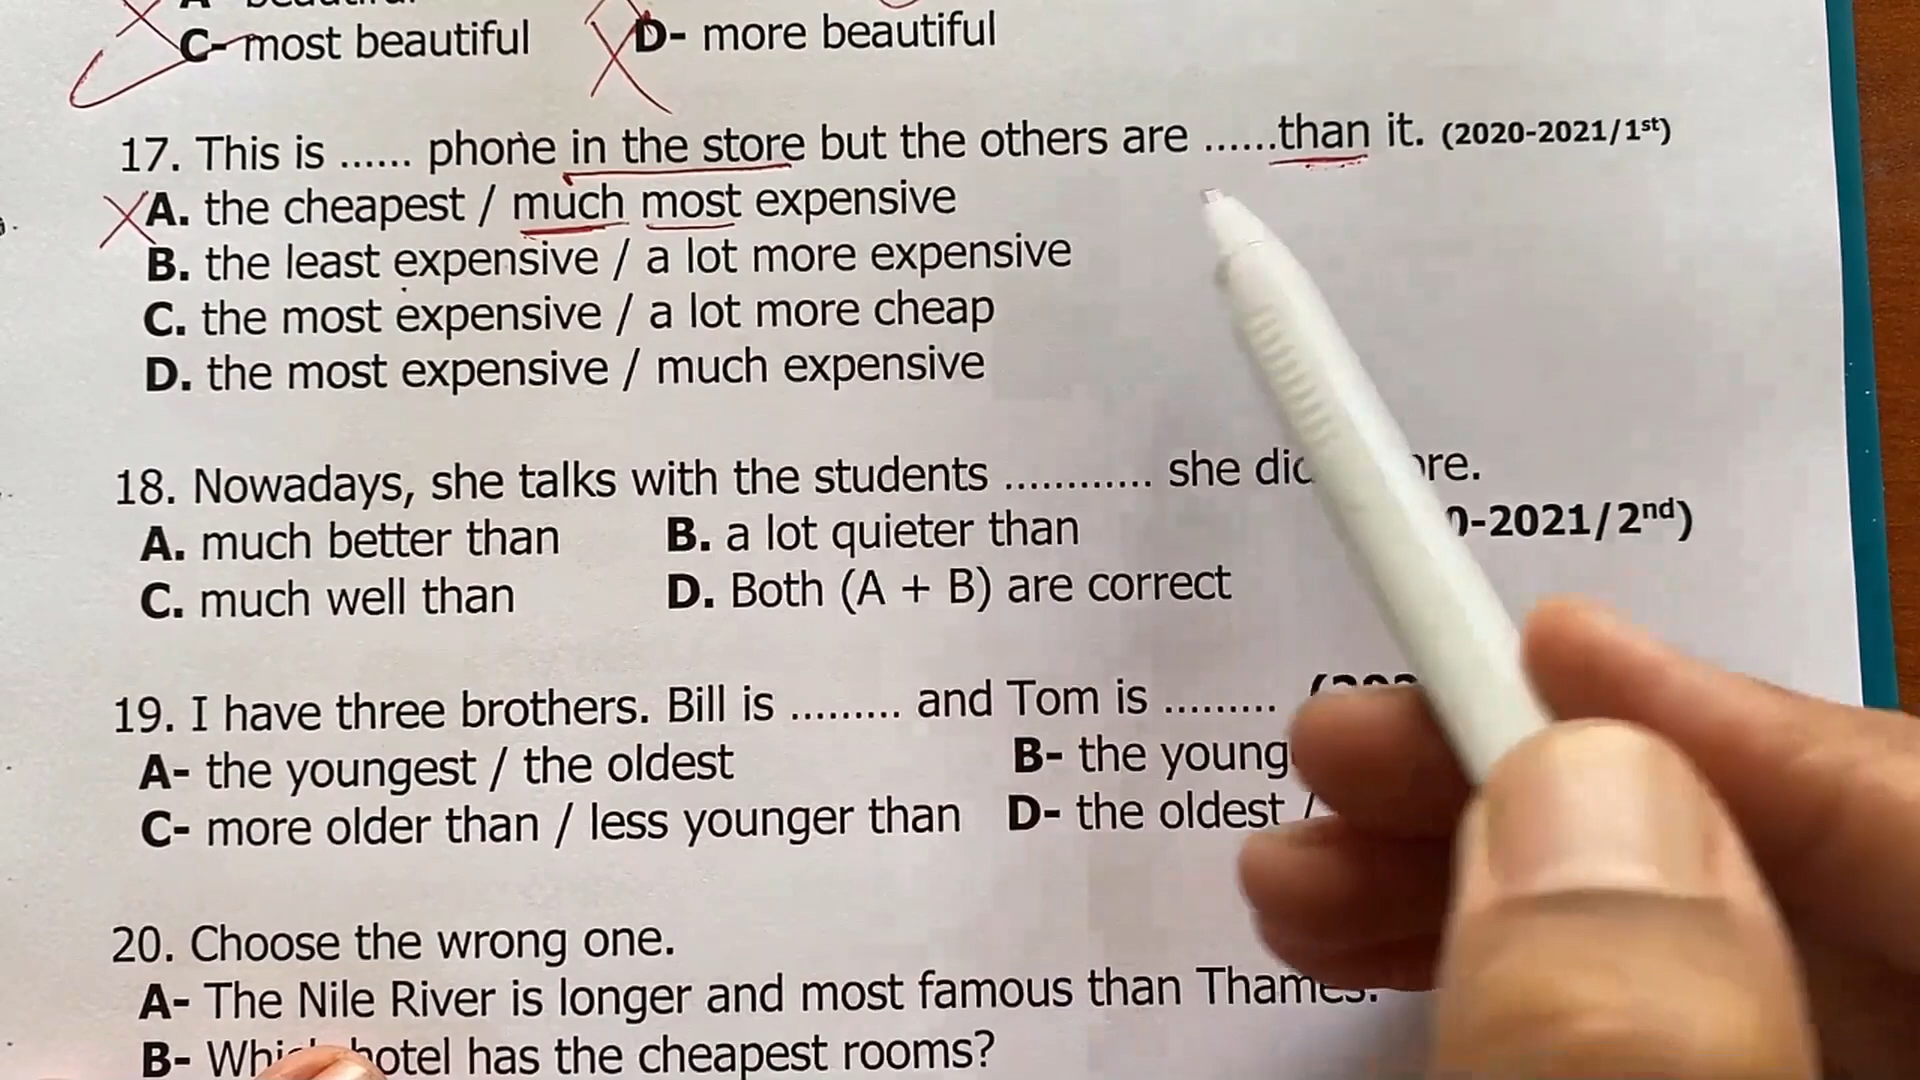 C- most beautiful D- more beautiful
17. This is ...... phone in the store but the others are ......than it. (2020-2021/1st)
A. the cheapest / much most expensive
B. the least expensive / a lot more expensive
C. the most expensive / a lot more cheap
D. the most expensive / much expensive
18. Nowadays, she talks with the students ............ she
0-2021/2nd)
A. much better than B. a lot quieter than
C. much well than D. Both (A + B) are correct
19. I have three brothers. Bill is ......... and Tom is .........
A- the youngest / the oldest B- the
C- more older than / less younger than D- the oldest /
20. Choose the wrong one.
A- The Nile River is longer and most famous than Thames.
B- hotel has the cheapest rooms?